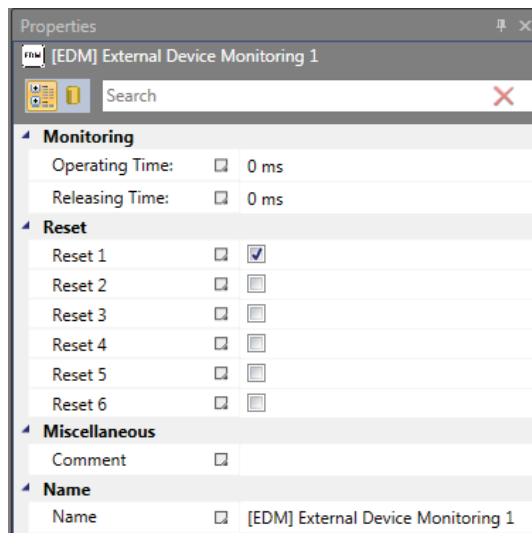 Properties
EDM [EDM] External Device Monitoring 1
Search
Monitoring
Operating Time: 0 ms
Releasing Time: 0 ms
Reset
Reset 1
Reset 2
Reset 3
Reset 4
Reset 5
Reset 6
Miscellaneous
Comment
Name
Name [EDM] External Device Monitoring 1